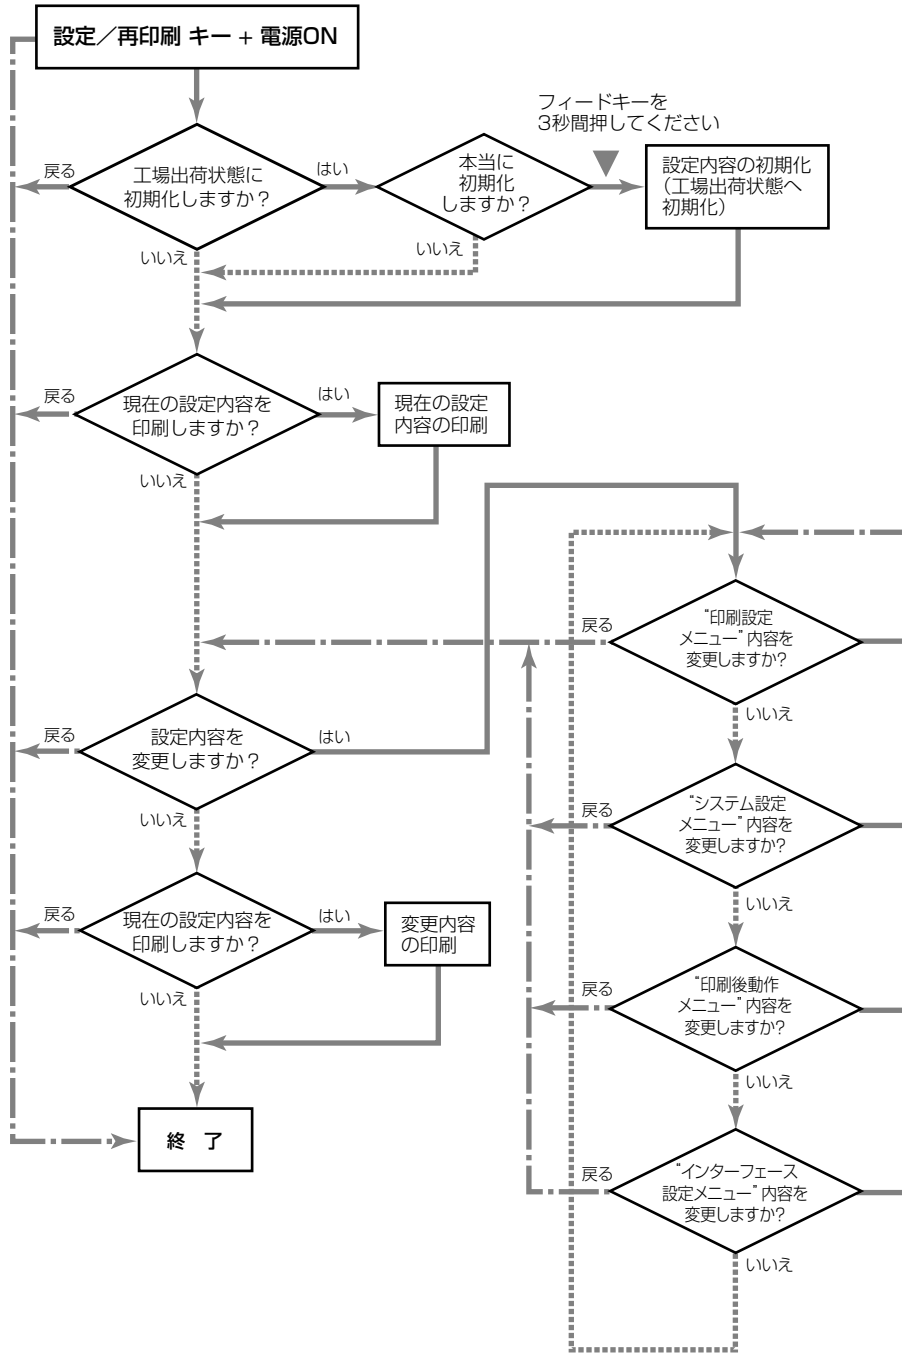 設定／再印刷 キー + 電源ON
フィードキーを
3秒間押してください
戻る
工場出荷状態に
初期化しますか？
はい
本当に
初期化
しますか？
設定内容の初期化
（工場出荷状態へ
初期化）
いいえ
いいえ
戻る
現在の設定内容を
印刷しますか？
はい
現在の設定
内容の印刷
いいえ
戻る
"印刷設定
メニュー"内容を
変更しますか?
いいえ
戻る
設定内容を
変更しますか？
はい
いいえ
戻る
"システム設定
メニュー"内容を
変更しますか?
いいえ
戻る
現在の設定内容を
印刷しますか？
はい
変更内容
の印刷
いいえ
戻る
"印刷後動作
メニュー"内容を
変更しますか?
いいえ
終　了
戻る
"インターフェース
設定メニュー"内容を
変更しますか?
いいえ